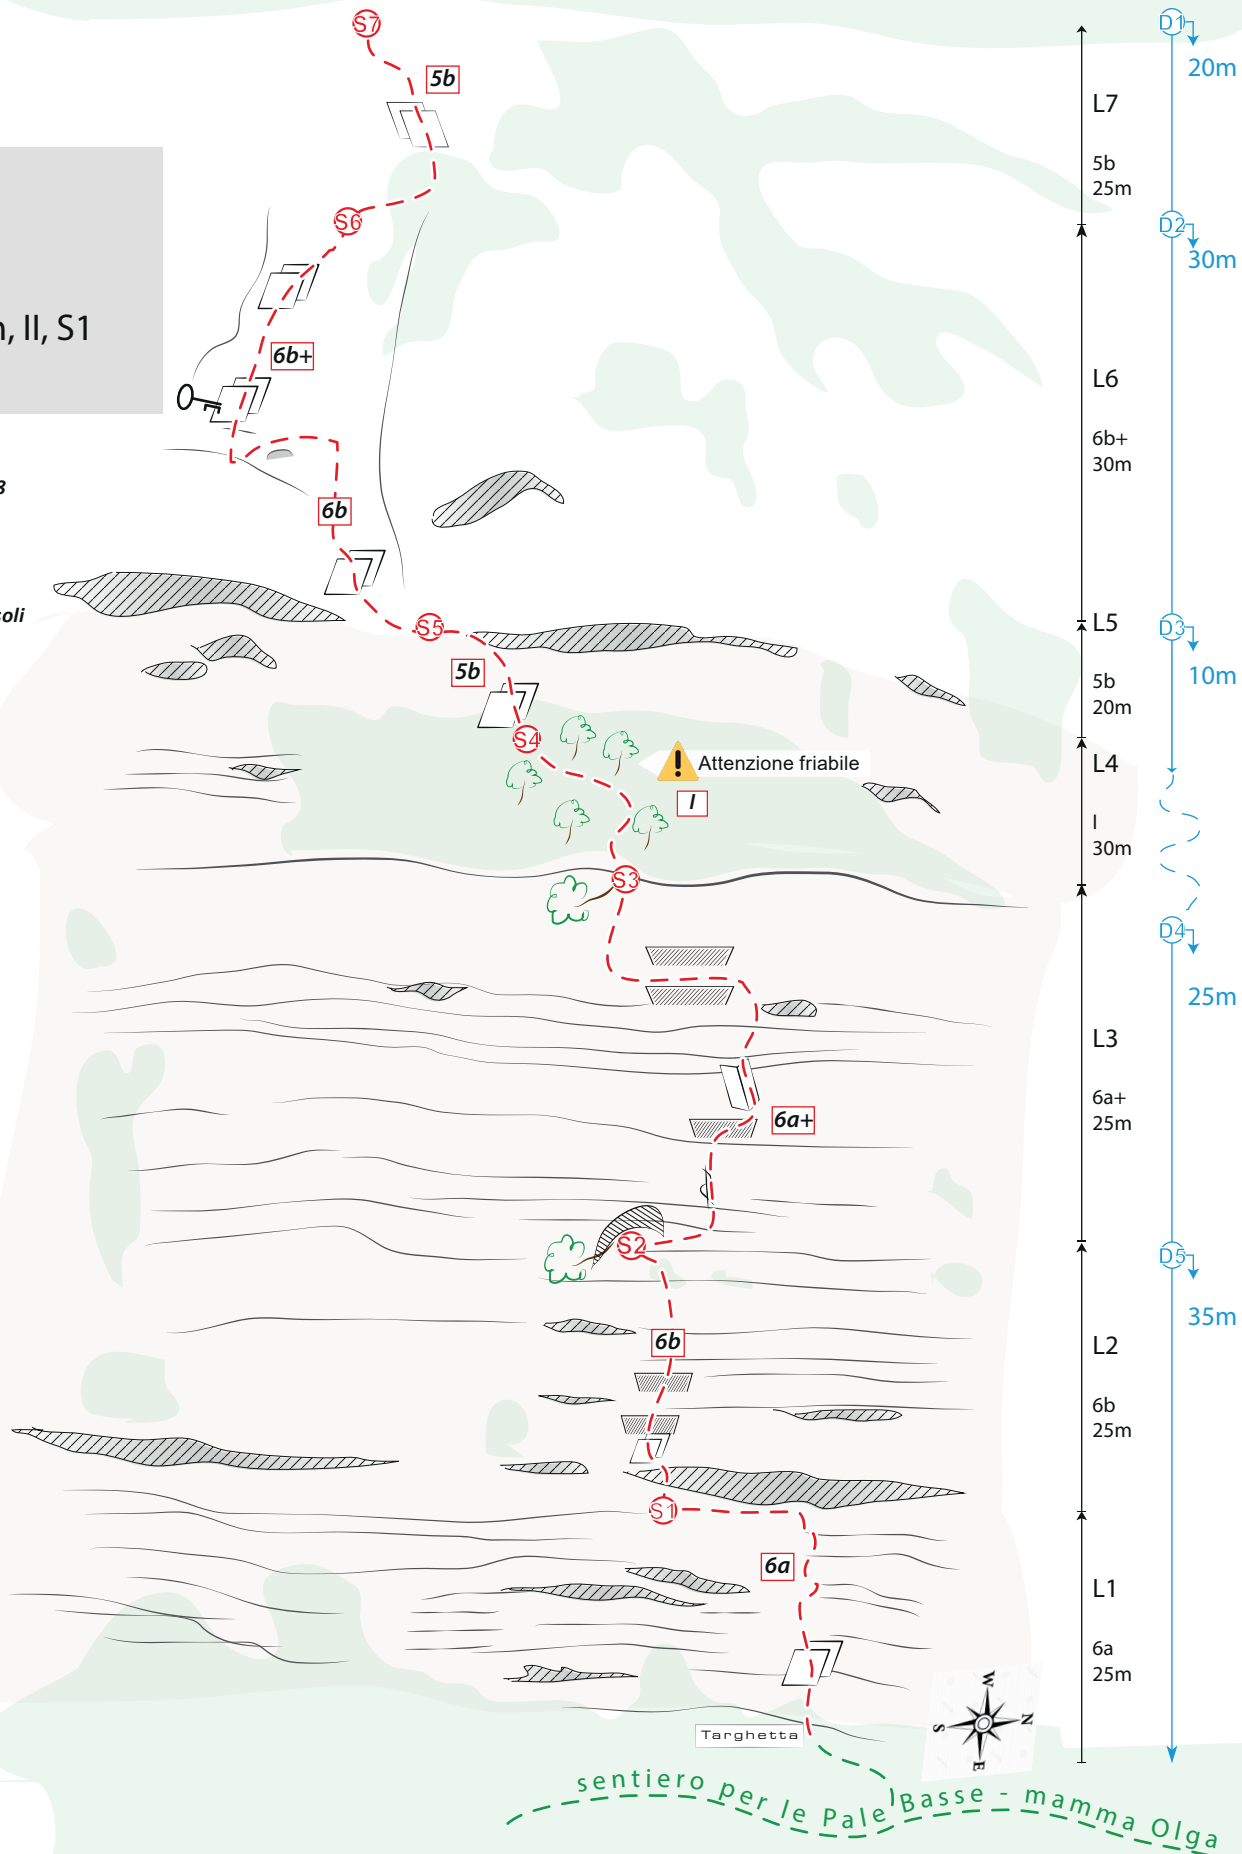 S7
5b
S6
6b+
6b
S5
5b
S4
Attenzione friabile
I
S3
6a+
S2
6b
S1
6a
Targhetta
sentiero per le Pale Basse - mamma Olga
, II, S1
3
soli
L7
5b
25m
L6
6b+
30m
L5
5b
20m
L4
I
30m
L3
6a+
25m
L2
6b
25m
L1
6a
25m
D1
20m
D2
30m
D3
10m
D4
25m
D5
35m
W
N
S
E